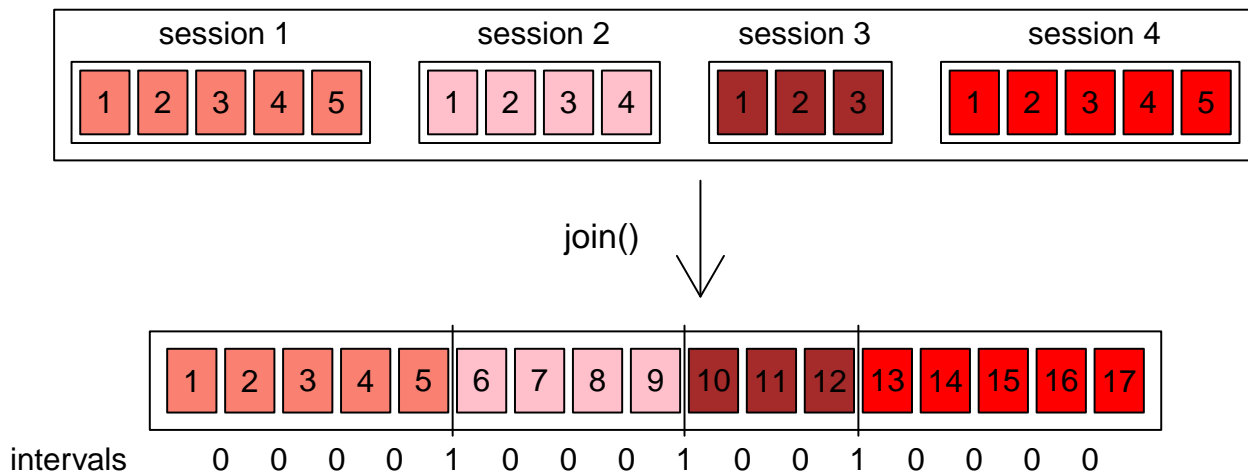 session 1 session 2 session 3 session 4
1 2 3 4 5 1 2 3 4 1 2 3 1 2 3 4 5
join()
1 2 3 4 5 6 7 8 9 10 11 12 13 14 15 16 17
intervals 0 0 0 0 1 0 0 0 1 0 0 1 0 0 0 0